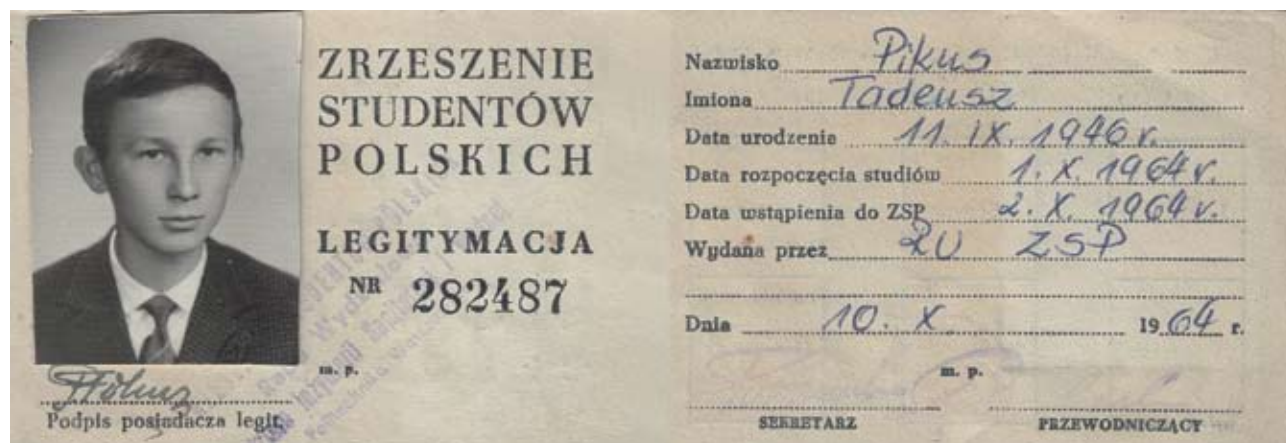 ZRZESZENIE
STUDENTÓW
POLSKICH
LEGITYMACJA
NR 282487
m. p.
Podpis posiadacza legit.
Nazwisko Pikus
Imiona Tadeusz
Data urodzenia 11. IX. 1946 r.
Data rozpoczęcia studiów 1. X. 1964 r.
Data wstąpienia do ZSP 2. X. 1964 r.
Wydana przez RU ZSP
Dnia 10. X. 1964 r.
m. p.
SEKRETARZ PRZEWODNICZĄCY